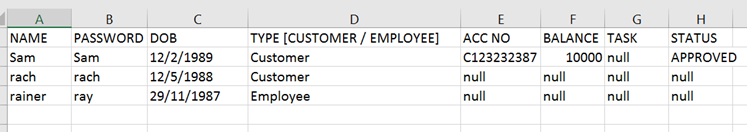 A B C D E F G H
NAME PASSWORD DOB TYPE [CUSTOMER / EMPLOYEE] ACC NO BALANCE TASK STATUS
Sam Sam 12/2/1989 Customer C123232387 10000 null APPROVED
rach rach 12/5/1988 Customer null null null null
rainer ray 29/11/1987 Employee null null null null